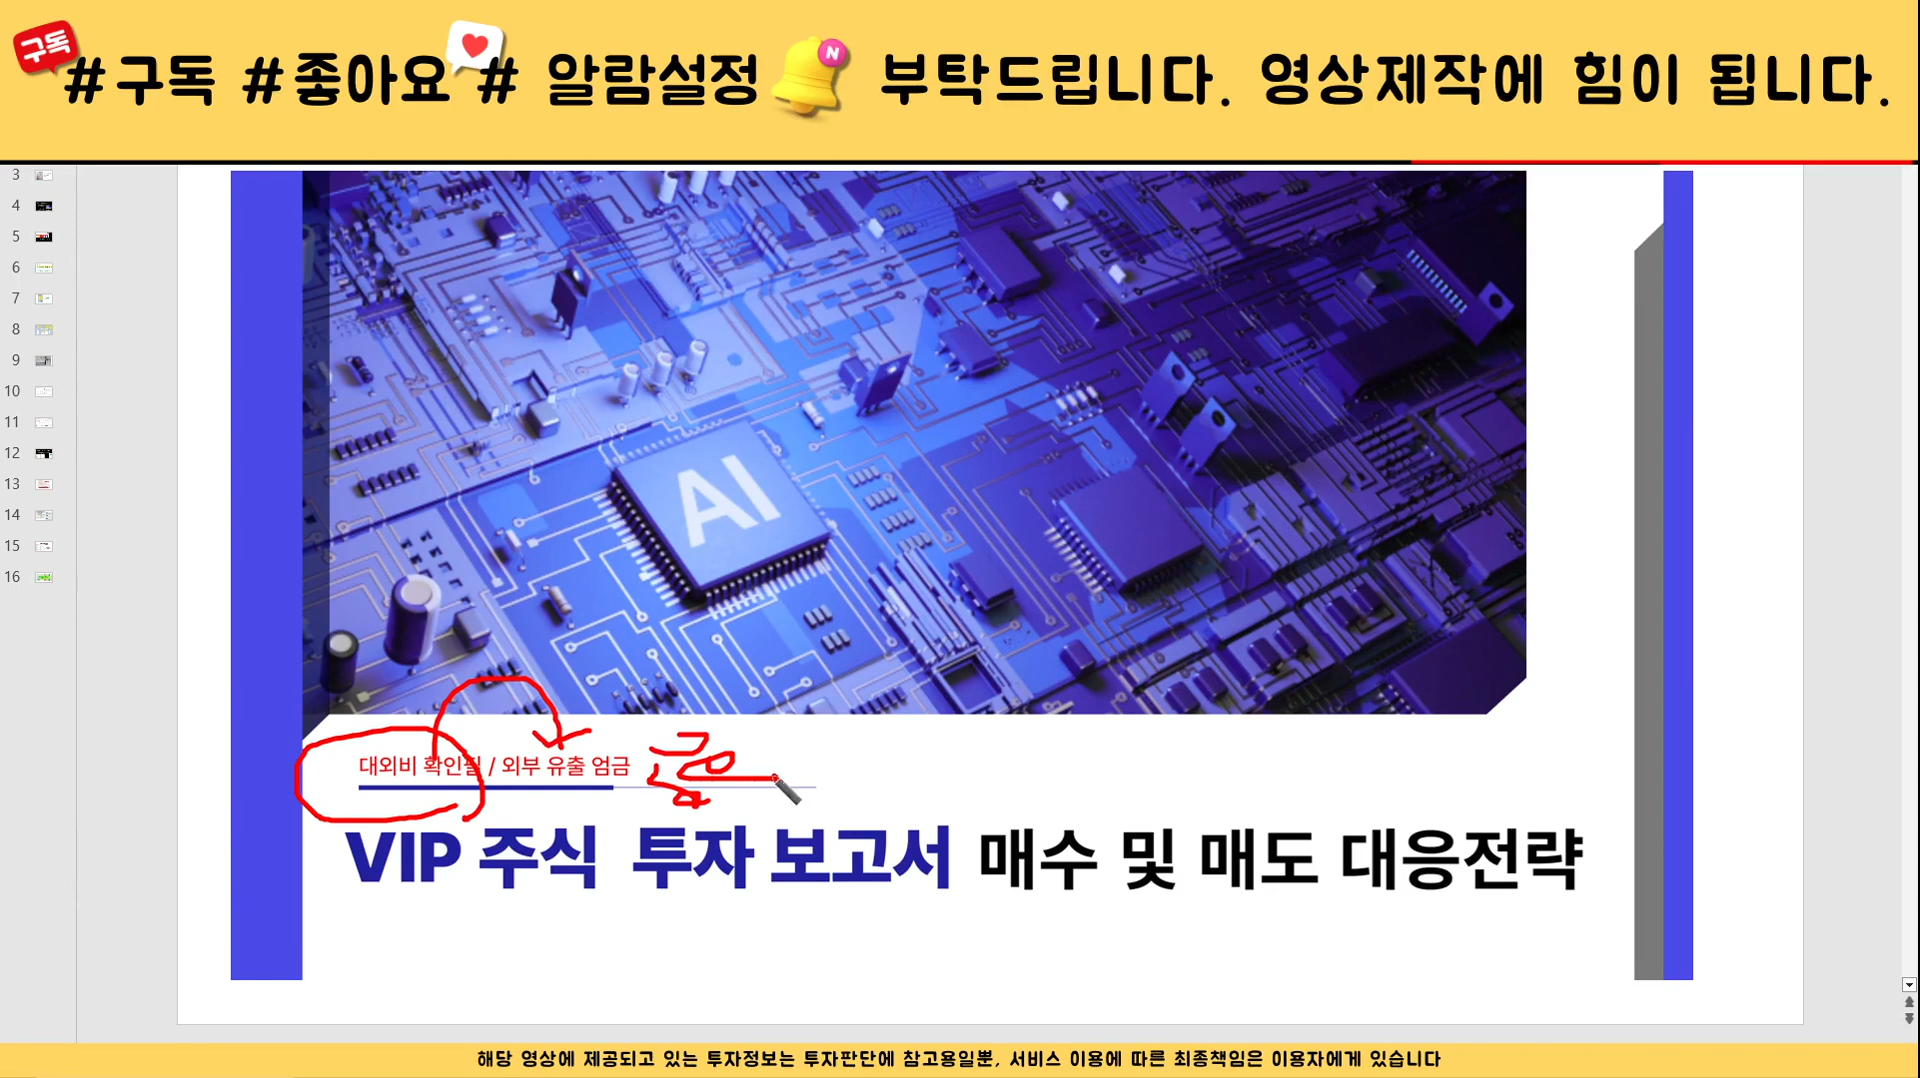 구독
#구독 #좋아요 # 알람설정 N 부탁드립니다. 영상제작에 힘이 됩니다.
3
4
5
6
7
8
9
10
11
12
13
14
15
16
AI
대외비 확인필 / 외부 유출 엄금
VIP 주식 투자 보고서 매수 및 매도 대응전략
해당 영상에 제공되고 있는 투자정보는 투자판단에 참고용일뿐, 서비스 이용에 따른 최종책임은 이용자에게 있습니다